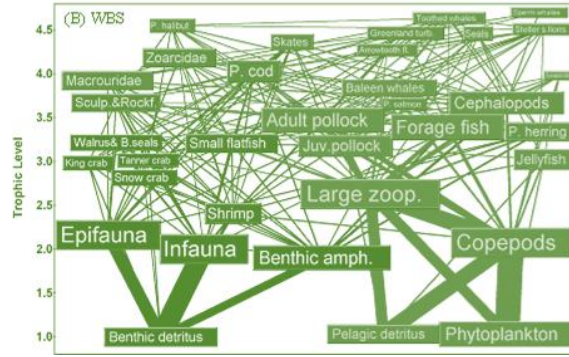 (B) WBS
Trophic Level
4.5
4.0
3.5
3.0
2.5
2.0
1.5
1.0
P. halibut
Toothed whales
Sperm whales
Greenland turb.
Seals
Steller s.lions
Skates
Zoarcidae
Arrowtooth fl.
P. cod
Macrouridae
Baleen whales
Sculp.&Rockf.
P. salmon
Cephalopods
Adult pollock
Forage fish
P. herring
Walrus& B.seals
Small flatfish
Juv.pollock
King crab
Tanner crab
Jellyfish
Snow crab
Large zoop.
Shrimp
Epifauna
Infauna
Benthic amph.
Copepods
Benthic detritus
Pelagic detritus
Phytoplankton